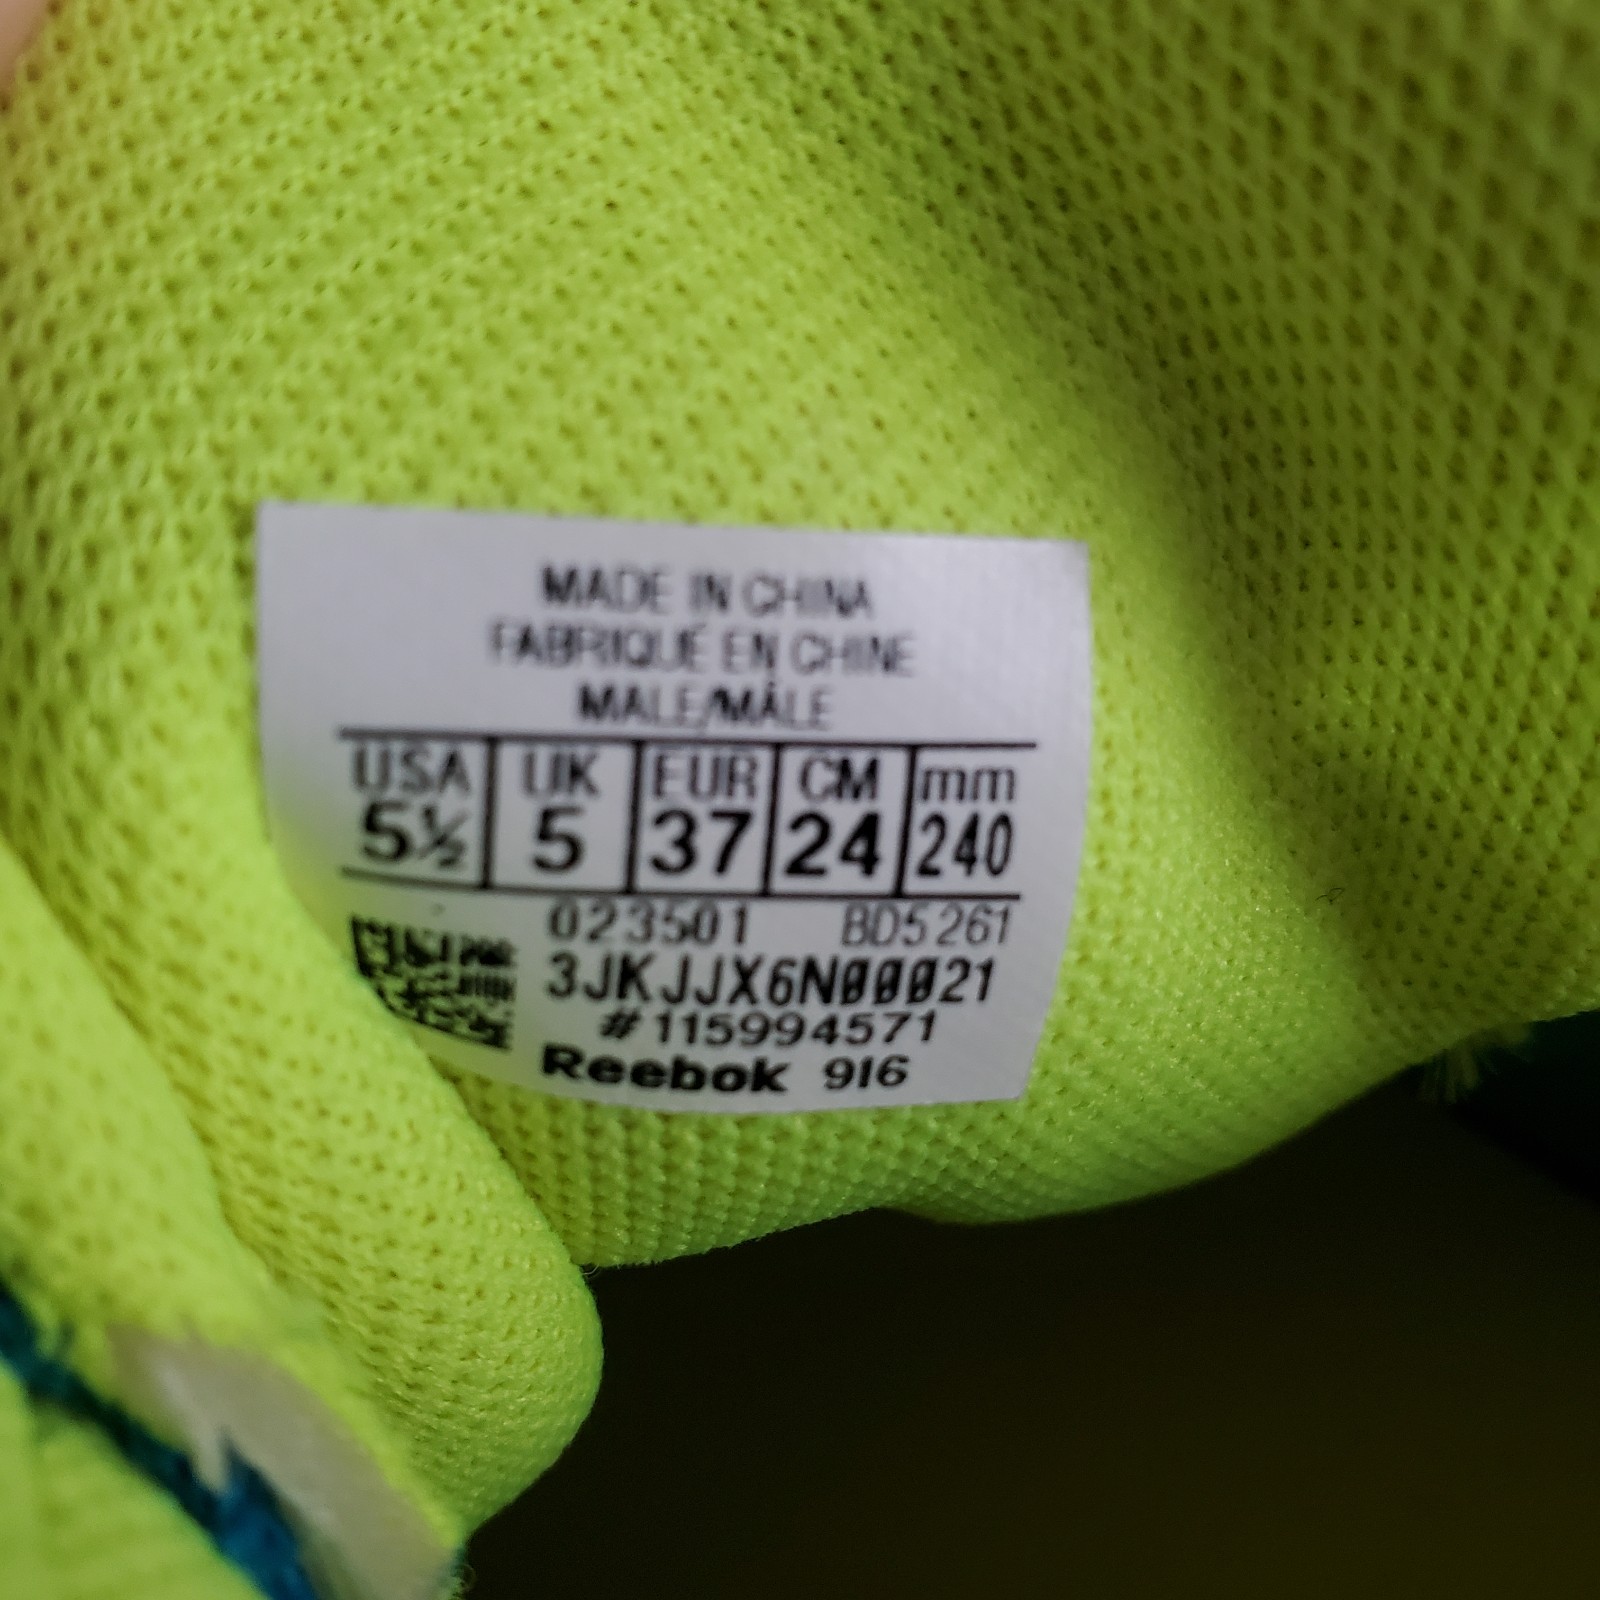 MADE IN CHINA
FABRIQUÉ EN CHINE
MALE/MÂLE
USA UK EUR CM mm
5½ 5 37 24 240
023501 BD5261
3JKJJX6N00021
#115994571
Reebok 916